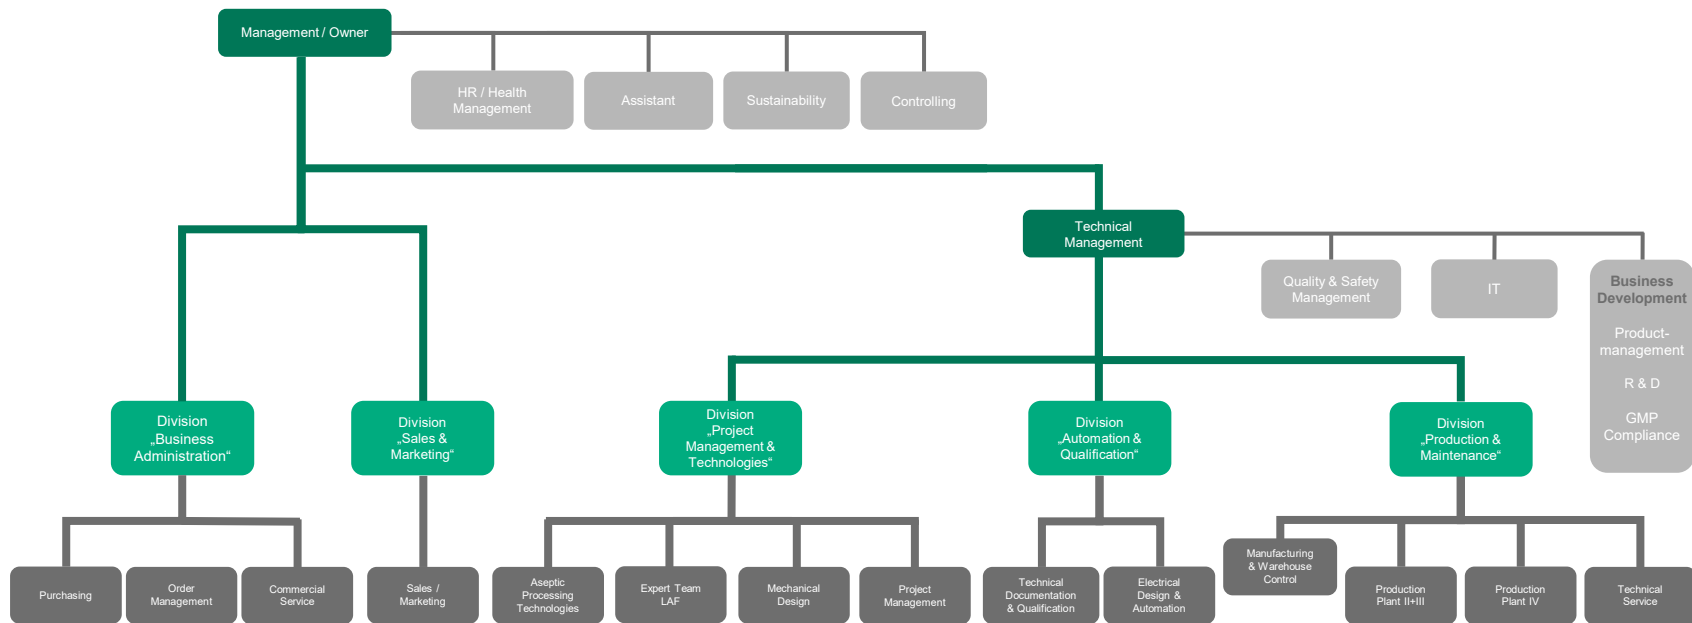 Management / Owner
HR / Health
Management
Assistant
Sustainability
Controlling
Technical
Management
Quality & Safety
Management
IT
Business
Development
Product-
management
R & D
GMP
Compliance
Division
„Business
Administration“
Division
„Sales &
Marketing“
Division
„Project
Management &
Technologies“
Division
„Automation &
Qualification“
Division
„Production &
Maintenance“
Purchasing
Order
Management
Commercial
Service
Sales /
Marketing
Aseptic
Processing
Technologies
Expert Team
LAF
Mechanical
Design
Project
Management
Technical
Documentation
& Qualification
Electrical
Design &
Automation
Manufacturing
& Warehouse
Control
Production
Plant II+III
Production
Plant IV
Technical
Service